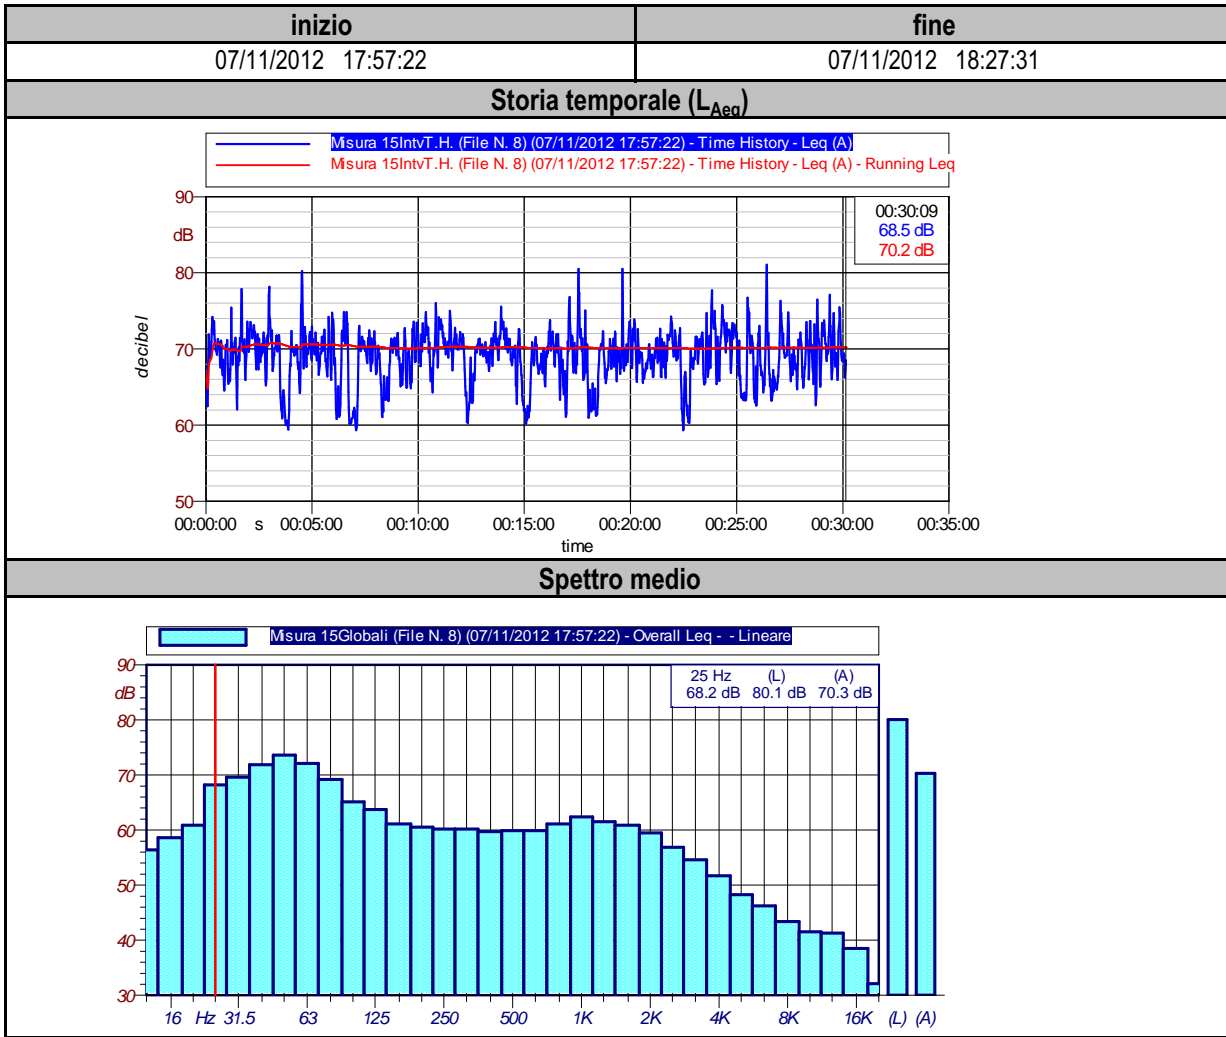 inizio fine
07/11/2012 17:57:22 07/11/2012 18:27:31
Storia temporale (LAeq)
Misura 15IntvT.H. (File N. 8) (07/11/2012 17:57:22) - Time History - Leq (A)
Misura 15IntvT.H. (File N. 8) (07/11/2012 17:57:22) - Time History - Leq (A) - Running Leq
90
dB
80
70
60
50
decibel
00:30:09
68.5 dB
70.2 dB
00:00:00 s 00:05:00 00:10:00 00:15:00 00:20:00 00:25:00 00:30:00 00:35:00
time
Spettro medio
Misura 15Globali (File N. 8) (07/11/2012 17:57:22) - Overall Leq - - Lineare
90
dB
80
70
60
50
40
30
25 Hz (L) (A)
68.2 dB 80.1 dB 70.3 dB
16 Hz 31.5 63 125 250 500 1K 2K 4K 8K 16K (L) (A)